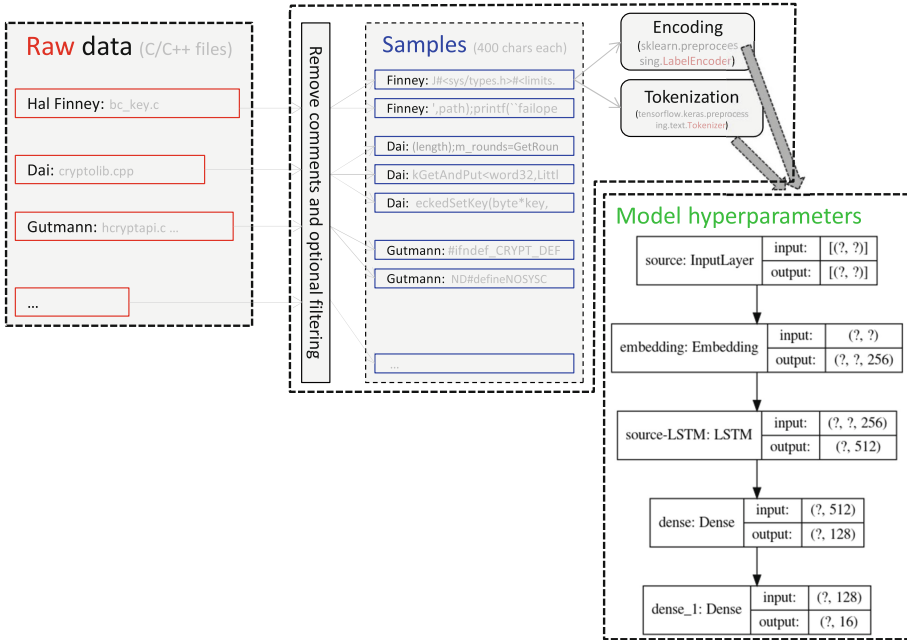 Raw data (C/C++ files)
Hal Finney: bc_key.c
Dai: cryptolib.cpp
Gutmann: hcryptapi.c ...
...
Remove comments and optional filtering
Samples (400 chars each)
Finney: J#<sys/types.h>#<limits.
Finney: ',path);printf(``failope
Dai: (length);m_rounds=GetRoun
Dai: kGetAndPut<word32,Littl
Dai: eckedSetKey(byte*key,
Gutmann: #ifndef_CRYPT_DEF
Gutmann: ND#defineNOSYSC
...
Encoding
(sklearn.preprocees
sing.LabelEncoder)
Tokenization
(tensorflow.keras.preprocess
ing.text.Tokenizer)
Model hyperparameters
source: InputLayer
input: [(?, ?)]
output: [(?, ?)]
embedding: Embedding
input: (?, ?)
output: (?, ?, 256)
source-LSTM: LSTM
input: (?, ?, 256)
output: (?, 512)
dense: Dense
input: (?, 512)
output: (?, 128)
dense_1: Dense
input: (?, 128)
output: (?, 16)